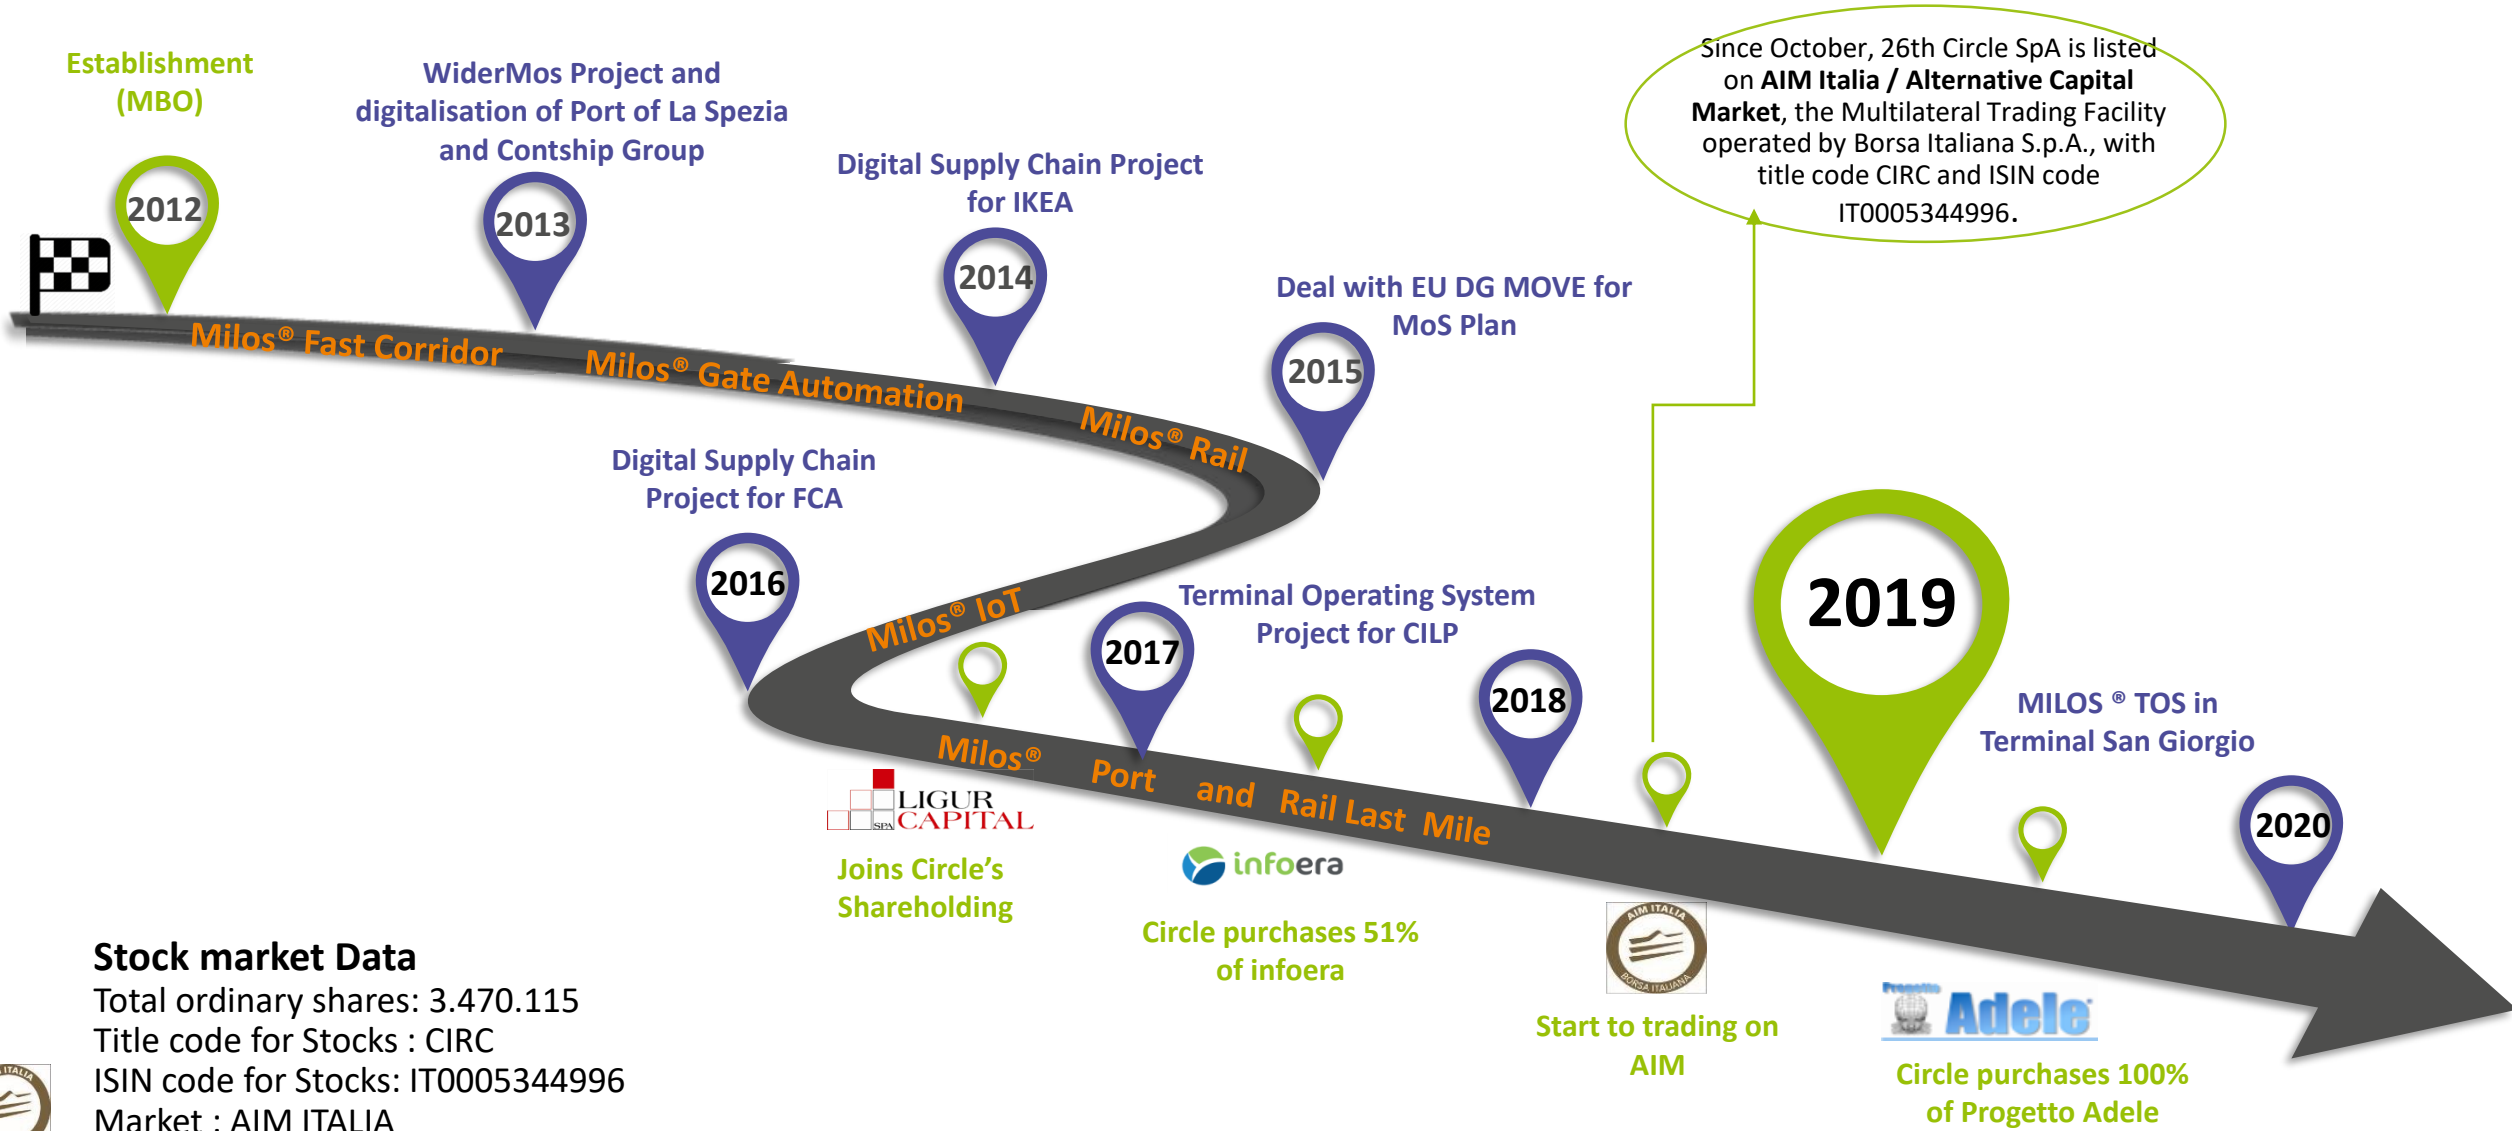 Establishment
(MBO)
2012
WiderMos Project and
digitalisation of Port of La Spezia
and Contship Group
2013
Digital Supply Chain Project
for IKEA
2014
Deal with EU DG MOVE for
MoS Plan
2015
Since October, 26th Circle SpA is listed
on AIM Italia / Alternative Capital
Market, the Multilateral Trading Facility
operated by Borsa Italiana S.p.A., with
title code CIRC and ISIN code
IT0005344996.
Milos® Fast Corridor
Milos® Gate Automation
Milos® Rail
Digital Supply Chain
Project for FCA
2016
Milos® IoT
2017
Terminal Operating System
Project for CILP
2018
2019
MILOS ® TOS in
Terminal San Giorgio
2020
Milos® Port and Rail Last Mile
LIGUR
SPA CAPITAL
Joins Circle's
Shareholding
infoera
Circle purchases 51%
of infoera
AIM ITALIA
BORSA ITALIANA
Start to trading on
AIM
Progetto
Adele
Circle purchases 100%
of Progetto Adele
Stock market Data
Total ordinary shares: 3.470.115
Title code for Stocks : CIRC
ISIN code for Stocks: IT0005344996
Market : AIM ITALIA
ITALIA